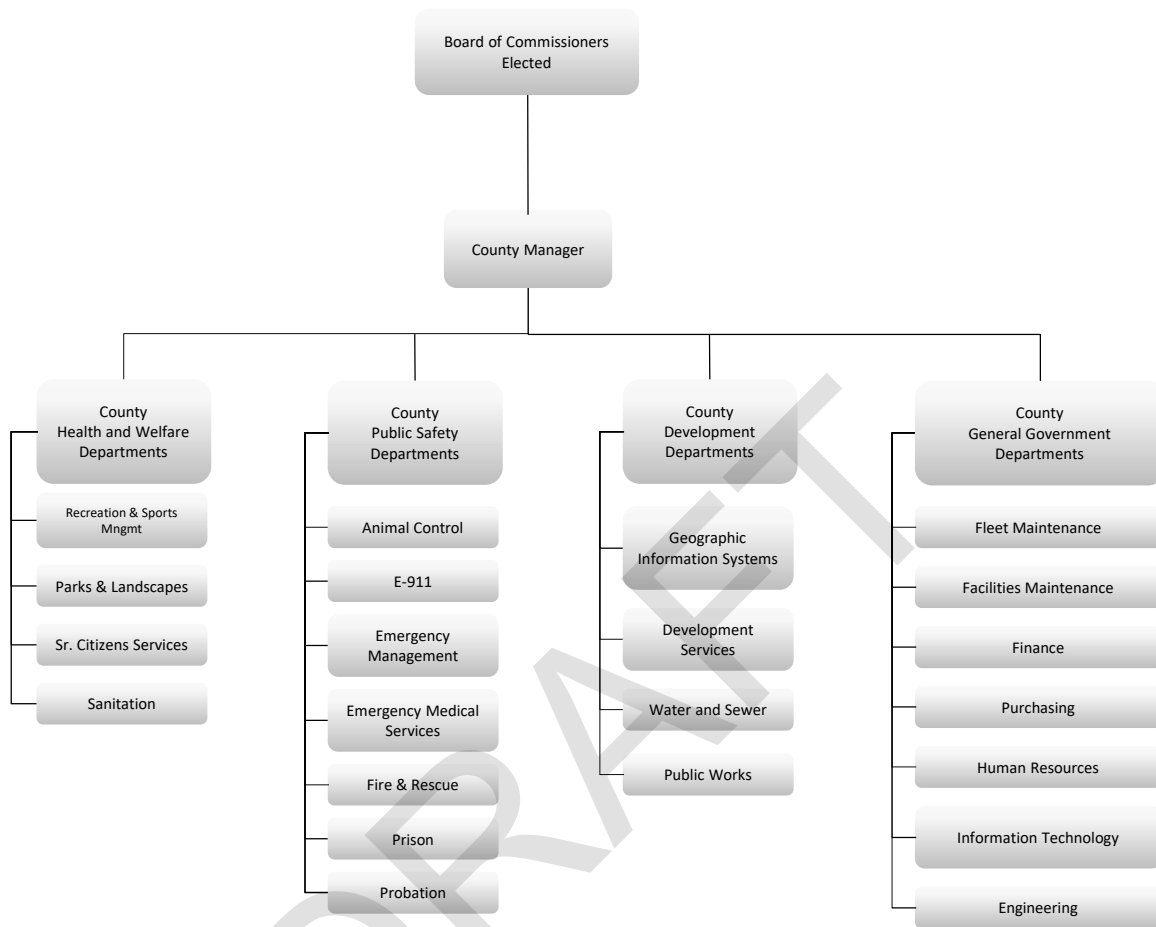 Board of Commissioners
Elected
County Manager
County
Health and Welfare
Departments
Recreation & Sports
Mngmt
Parks & Landscapes
Sr. Citizens Services
Sanitation
County
Public Safety
Departments
Animal Control
E-911
Emergency
Management
Emergency Medical
Services
Fire & Rescue
Prison
Probation
County
Development
Departments
Geographic
Information Systems
Development
Services
Water and Sewer
Public Works
County
General Government
Departments
Fleet Maintenance
Facilities Maintenance
Finance
Purchasing
Human Resources
Information Technology
Engineering
DRAFT